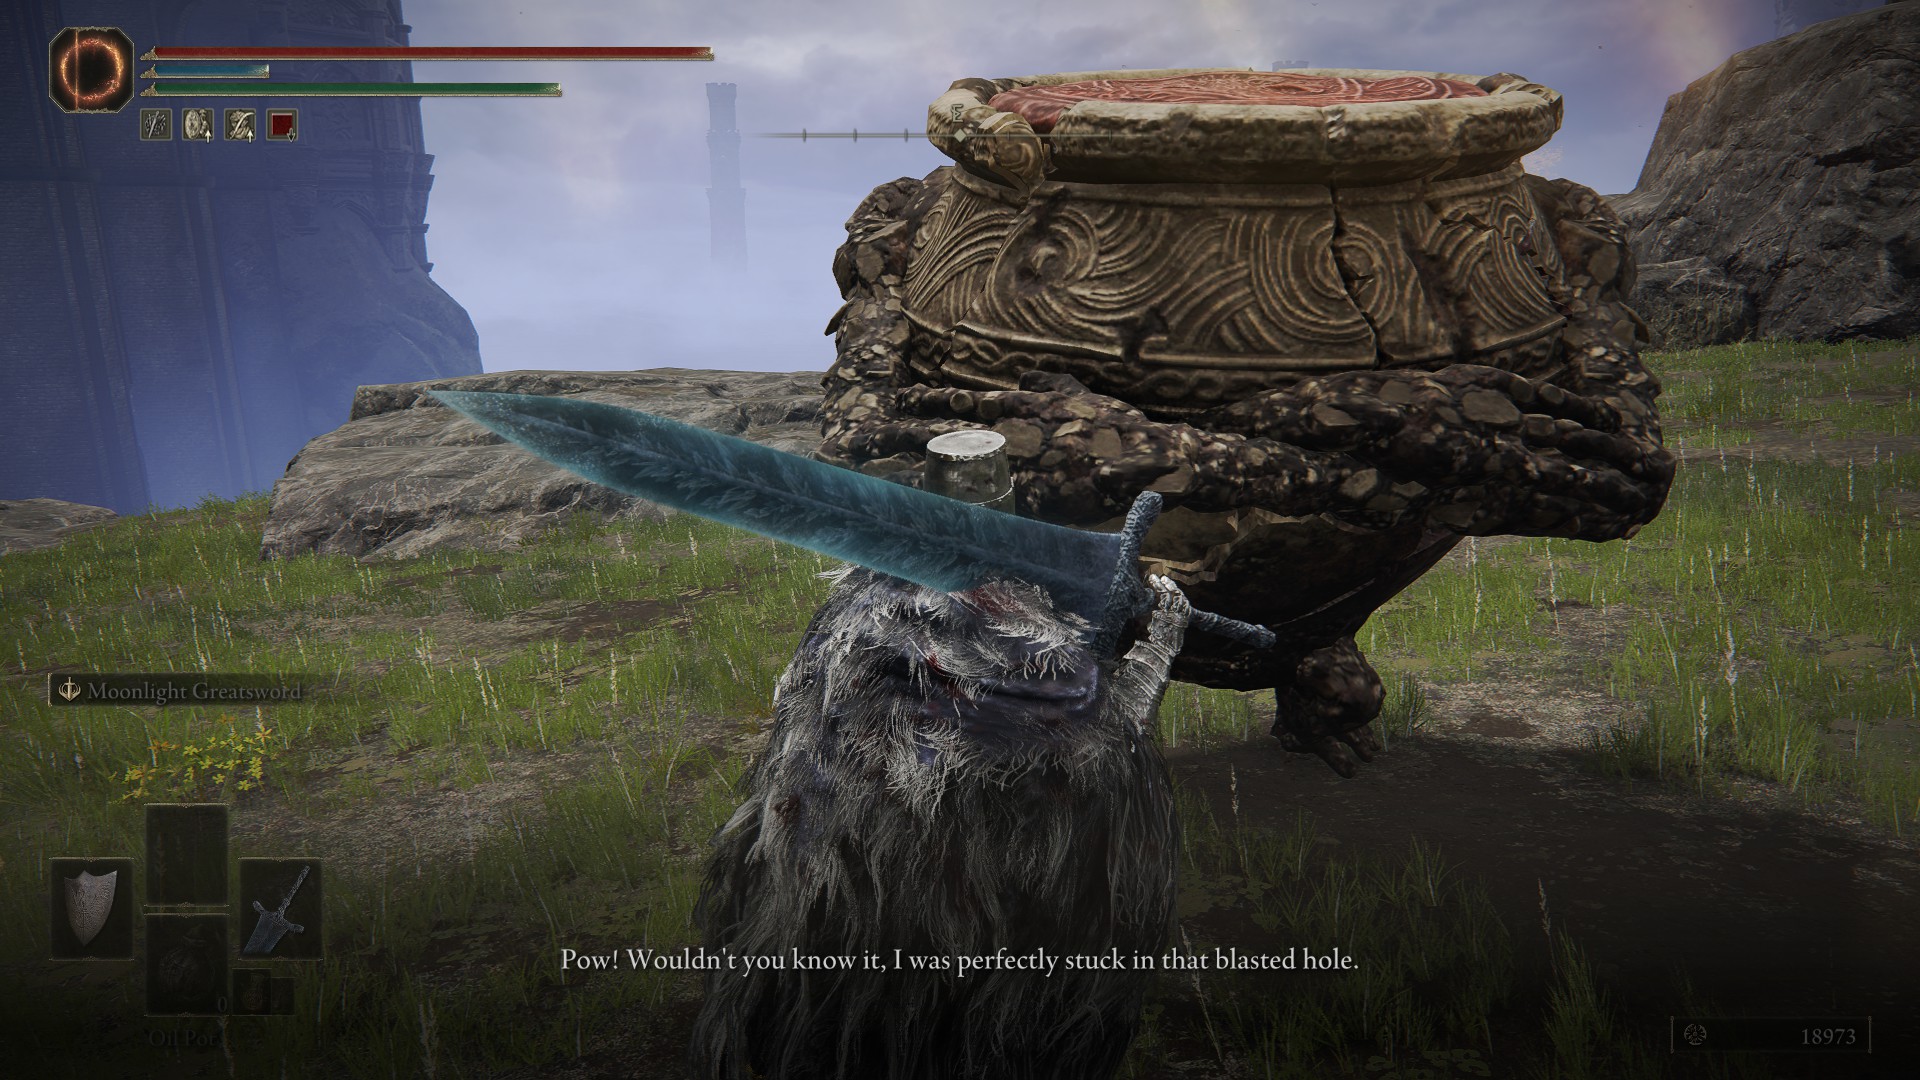 E
Moonlight Greatsword
Pow! Wouldn't you know it, I was perfectly stuck in that blasted hole.
0
Oil Pot
18973